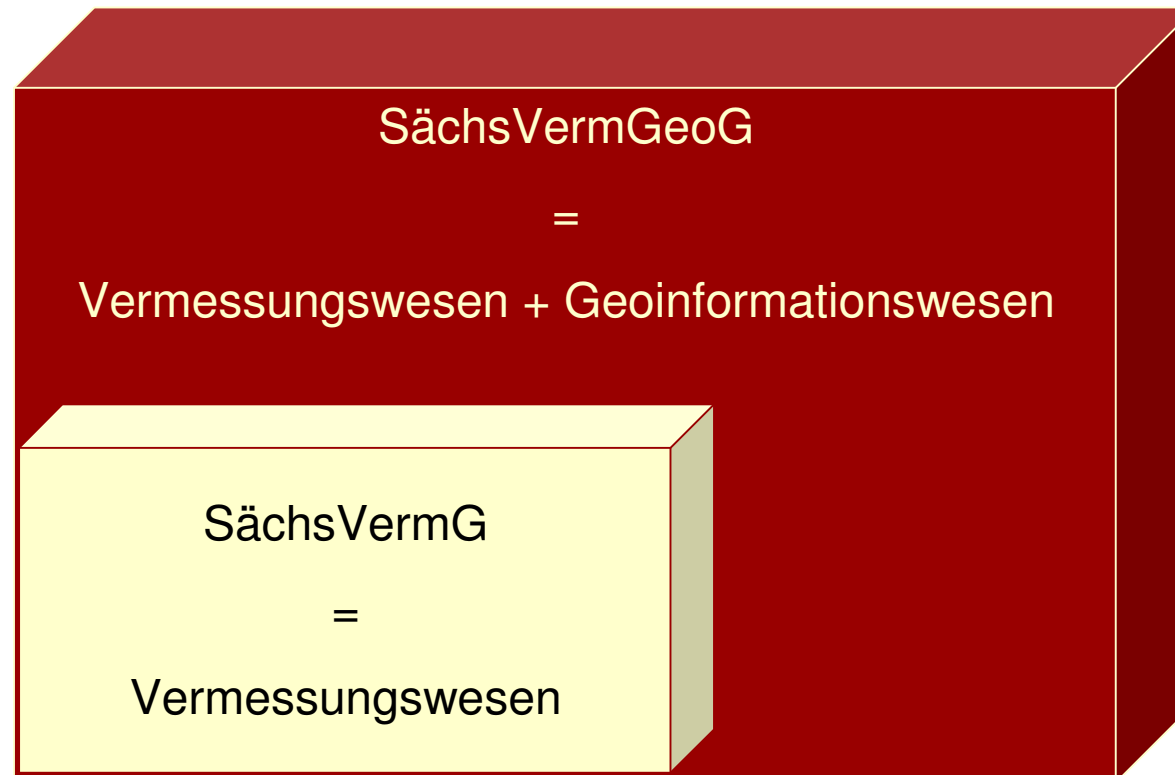 SächsVermGeoG
=
Vermessungswesen + Geoinformationswesen
SächsVermG
=
Vermessungswesen